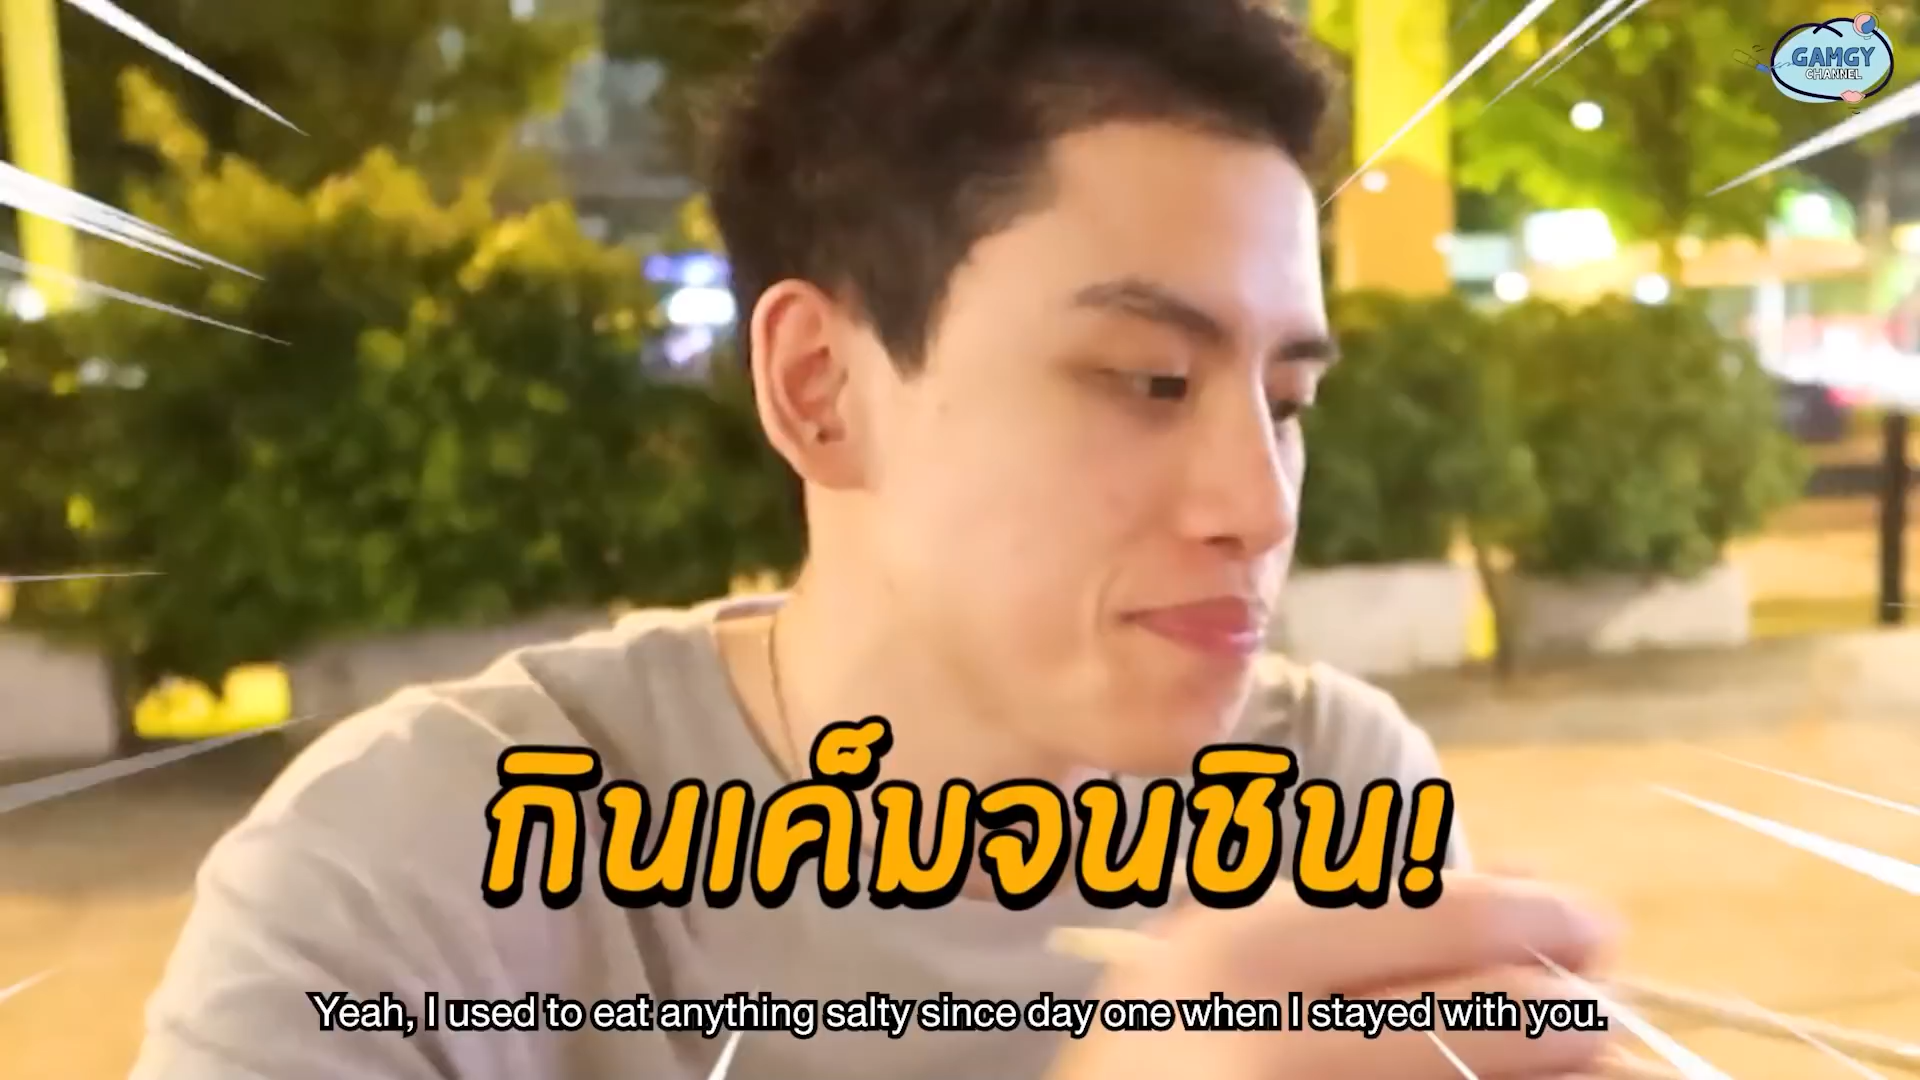 GAMGY
CHANNEL
กินเค็มจนชิน!
Yeah, I used to eat anything salty since day one when I stayed with you.